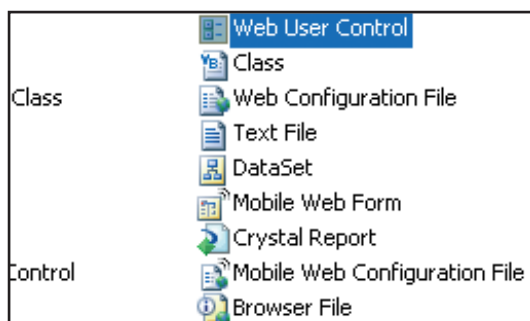 Web User Control
Class
Class Web Configuration File
Text File
DataSet
Mobile Web Form
Crystal Report
Control Mobile Web Configuration File
Browser File